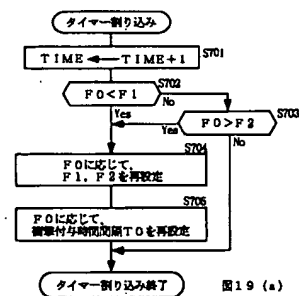 タイマー割り込み
TIME ← TIME+1
S701
F0<F1
S702
No
Yes
F0>F2
S703
Yes
No
S704
F0に応じて、
F1、F2を再設定
S705
F0に応じて、
衝撃付与時間間隔T0を再設定
タイマー割り込み終了
図19 (a)